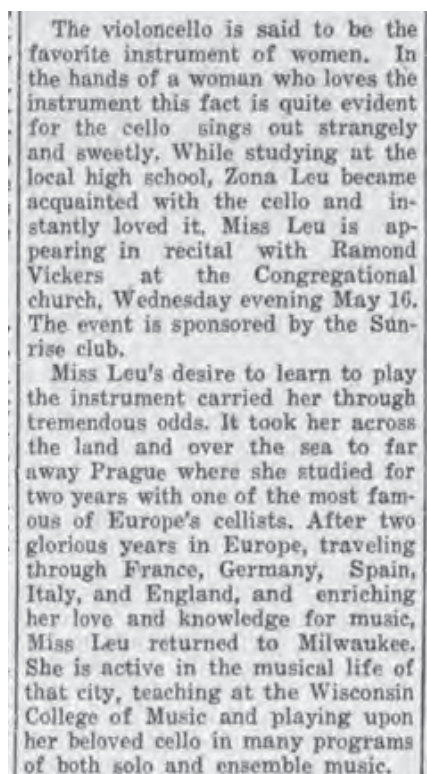 The violoncello is said to be the
favorite instrument of women. In
the hands of a woman who loves the
instrument this fact is quite evident
for the cello sings out strangely
and sweetly. While studying at the
local high school, Zona Leu became
acquainted with the cello and in-
stantly loved it. Miss Leu is ap-
pearing in recital with Ramond
Vickers at the Congregational
church, Wednesday evening May 16.
The event is sponsored by the Sun-
rise club.
Miss Leu's desire to learn to play
the instrument carried her through
tremendous odds. It took her across
the land and over the sea to far
away Prague where she studied for
two years with one of the most fam-
ous of Europe's cellists. After two
glorious years in Europe, traveling
through France, Germany, Spain,
Italy, and England, and enriching
her love and knowledge for music,
Miss Leu returned to Milwaukee.
She is active in the musical life of
that city, teaching at the Wisconsin
College of Music and playing upon
her beloved cello in many programs
of both solo and ensemble music.